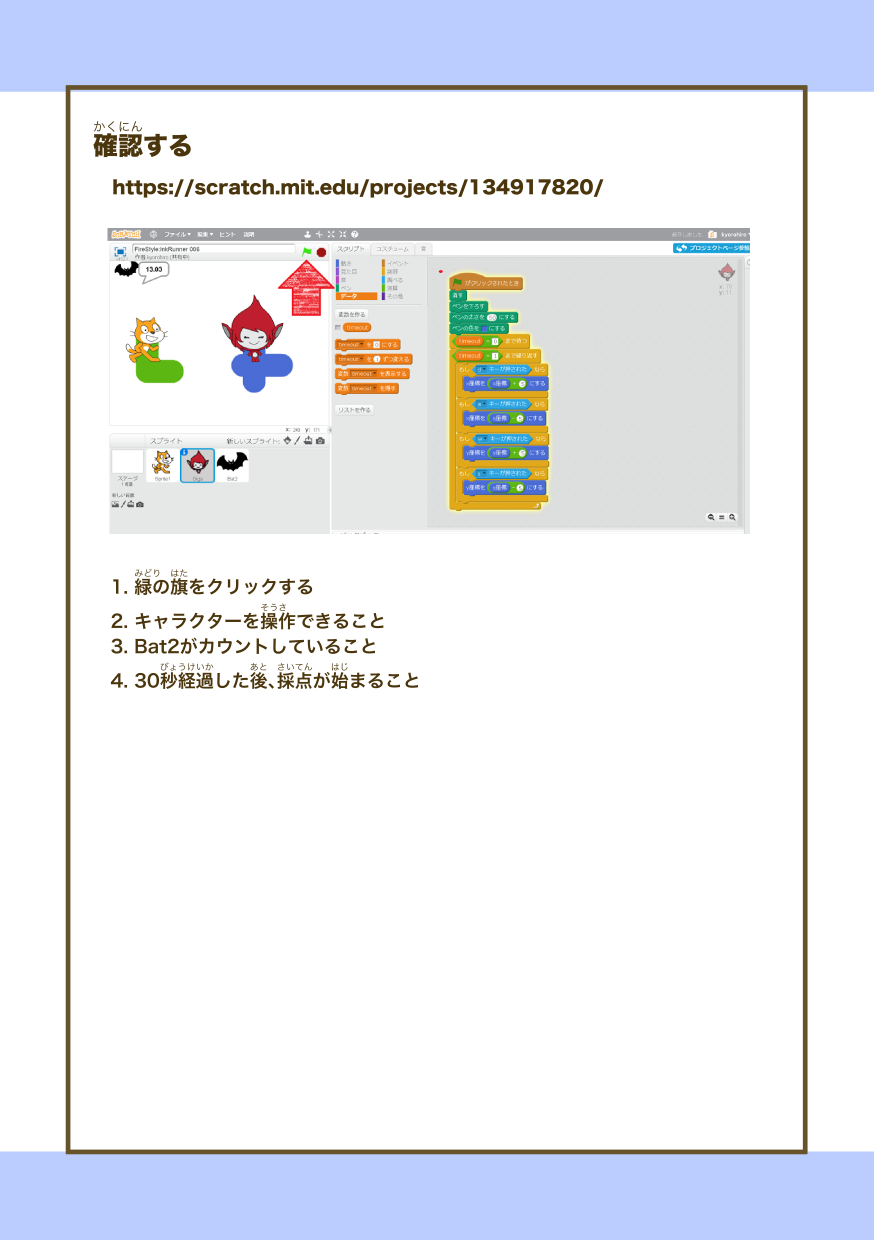 かくにん
確認する
https://scratch.mit.edu/projects/134917820/
ファイル▼ 編集▼ ヒント 説明
kyorohiro
FireStyle:InkRunner 006
作者 kyorohiro (共有中)
スクリプト コスチューム 音
プロジェクトページ参照
13.03
動き イベント
見た目 制御
音 調べる
ペン 演算
データ その他
変数を作る
timeout
timeout を 0 にする
timeout を 1 ずつ変える
変数 timeout を表示する
変数 timeout を隠す
リストを作る
がクリックされたとき
消す
ペンを下ろす
ペンの太さを 50 にする
ペンの色を にする
timeout = 0 まで待つ
timeout = 1 まで繰り返す
もし d キーが押された なら
x座標を x座標 + 5 にする
もし a キーが押された なら
x座標を x座標 - 5 にする
もし w キーが押された なら
y座標を y座標 + 5 にする
もし s キーが押された なら
y座標を y座標 - 5 にする
スプライト 新しいスプライト:
ステージ
1 背景
Sprite1
Giga
Bat2
新しい背景
みどり はた
1. 緑の旗をクリックする
そうさ
2. キャラクターを操作できること
3. Bat2がカウントしていること
びょうけいか あと さいてん はじ
4. 30秒経過した後、採点が始まること